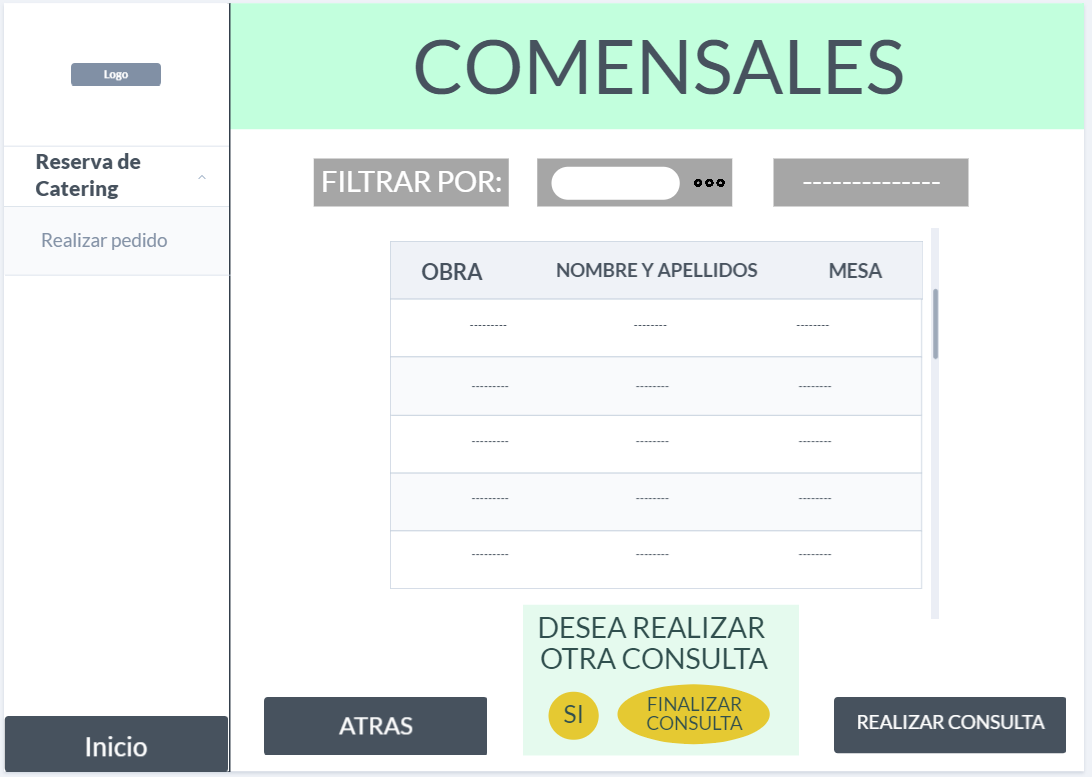 Logo
Reserva de
Catering
Realizar pedido
Inicio
COMENSALES
FILTRAR POR:
--------------
OBRA NOMBRE Y APELLIDOS MESA
--------- -------- --------
--------- -------- --------
--------- -------- --------
--------- -------- --------
--------- -------- --------
DESEA REALIZAR
OTRA CONSULTA
SI
FINALIZAR
CONSULTA
ATRAS
REALIZAR CONSULTA